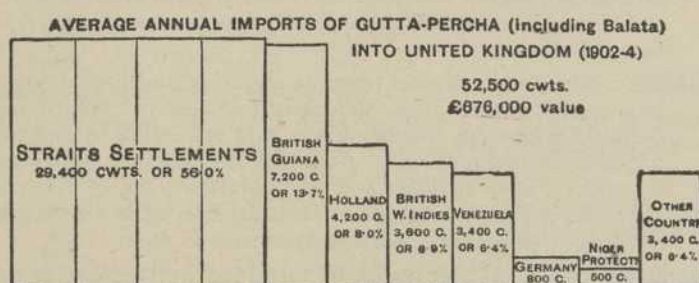 AVERAGE ANNUAL IMPORTS OF GUTTA-PERCHA (including Balata)
INTO UNITED KINGDOM (1902-4)
52,500 cwts.
£676,000 value
STRAITS SETTLEMENTS
29,400 CWTS. OR 56·0%
BRITISH
GUIANA
7,200 C.
OR 13·7%
HOLLAND
4,200 C.
OR 8·0%
BRITISH
W. INDIES
3,600 C.
OR 6·9%
VENEZUELA
3,400 C.
OR 6·4%
GERMANY
800 C.
NIGER
PROTECTT
500 C.
OTHER
COUNTR
3,400 C.
OR 6·4%